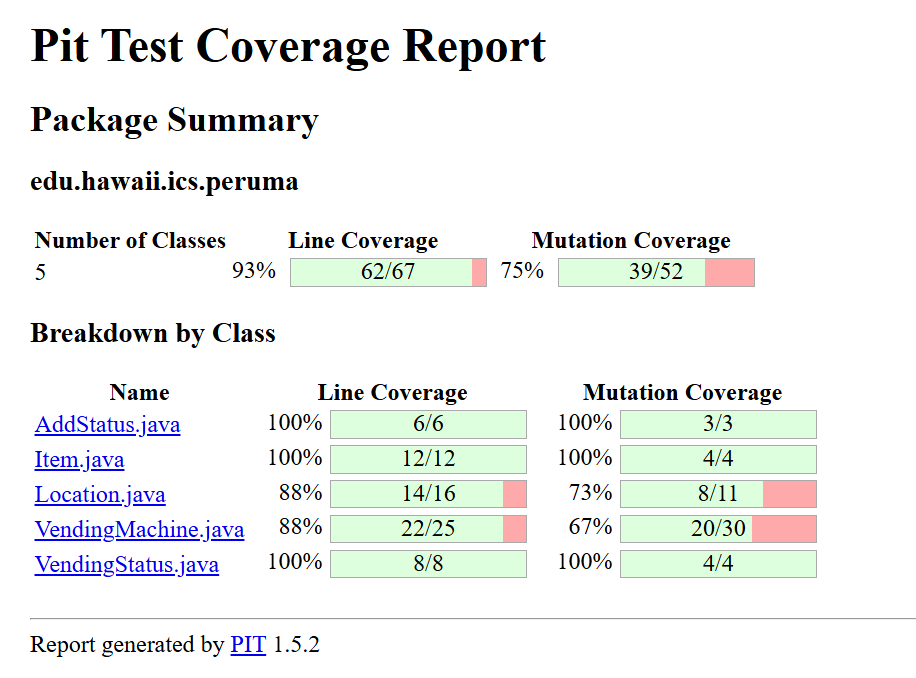 Pit Test Coverage Report
Package Summary
edu.hawaii.ics.peruma
Number of Classes Line Coverage Mutation Coverage
5 93% 62/67 75% 39/52
Breakdown by Class
Name Line Coverage Mutation Coverage
AddStatus.java 100% 6/6 100% 3/3
Item.java 100% 12/12 100% 4/4
Location.java 88% 14/16 73% 8/11
VendingMachine.java 88% 22/25 67% 20/30
VendingStatus.java 100% 8/8 100% 4/4
Report generated by PIT 1.5.2